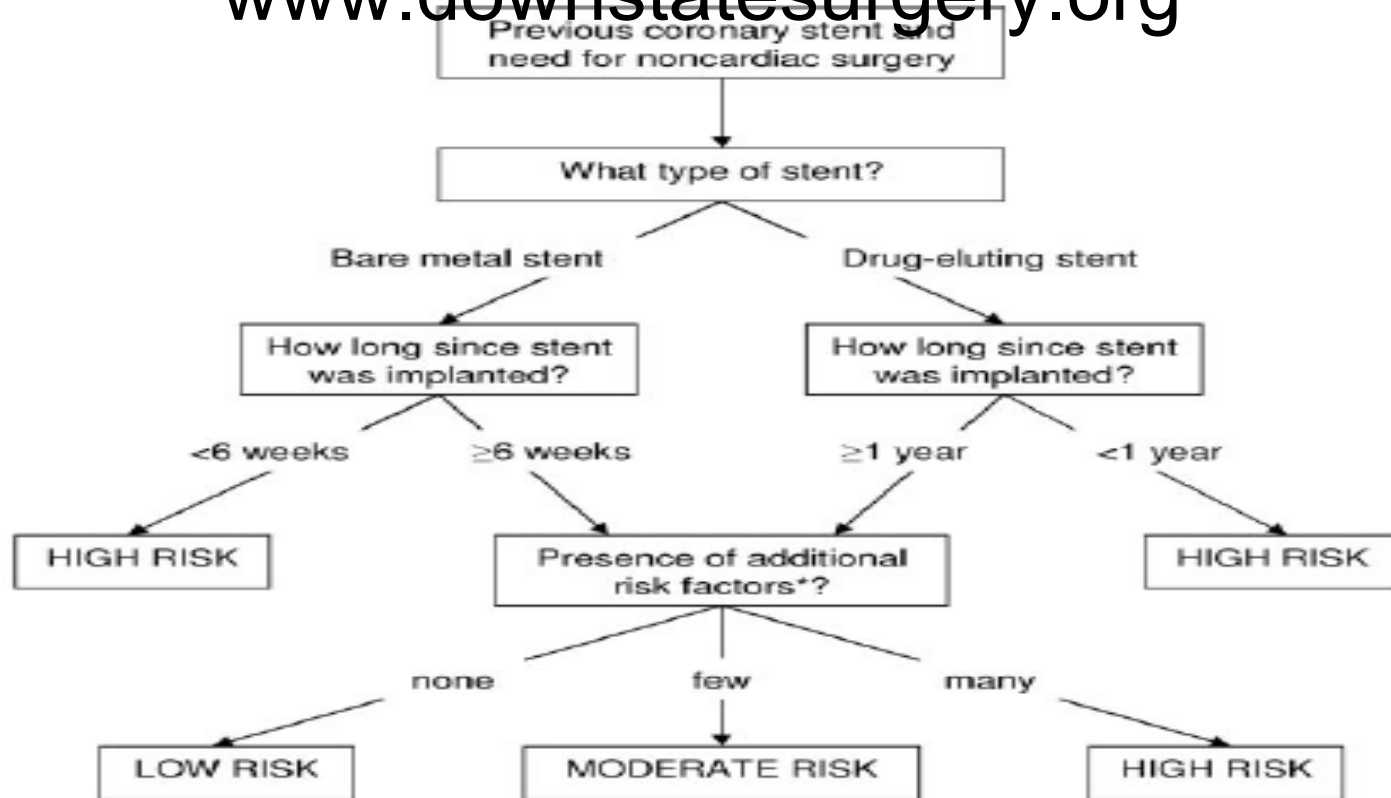 www.downstatesurgery.org
Previous coronary stent and
need for noncardiac surgery
What type of stent?
Bare metal stent
Drug-eluting stent
How long since stent
was implanted?
How long since stent
was implanted?
<6 weeks
≥6 weeks
≥1 year
<1 year
HIGH RISK
Presence of additional
risk factors*?
HIGH RISK
none
few
many
LOW RISK
MODERATE RISK
HIGH RISK